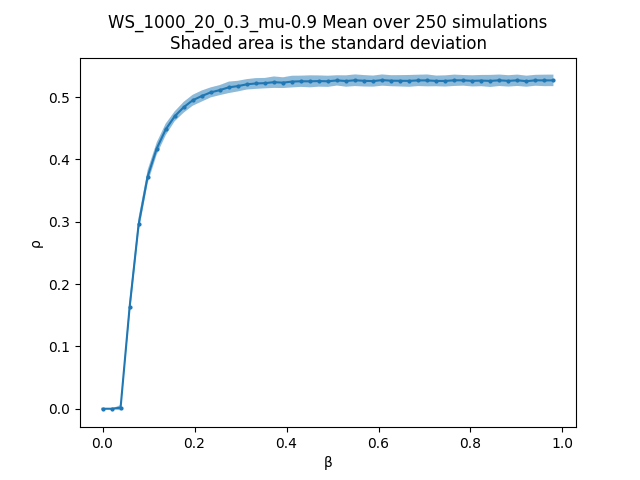 WS_1000_20_0.3_mu-0.9 Mean over 250 simulations
Shaded area is the standard deviation
0.5
0.4
0.3
0.2
0.1
0.0
ρ
0.0 0.2 0.4 0.6 0.8 1.0
β